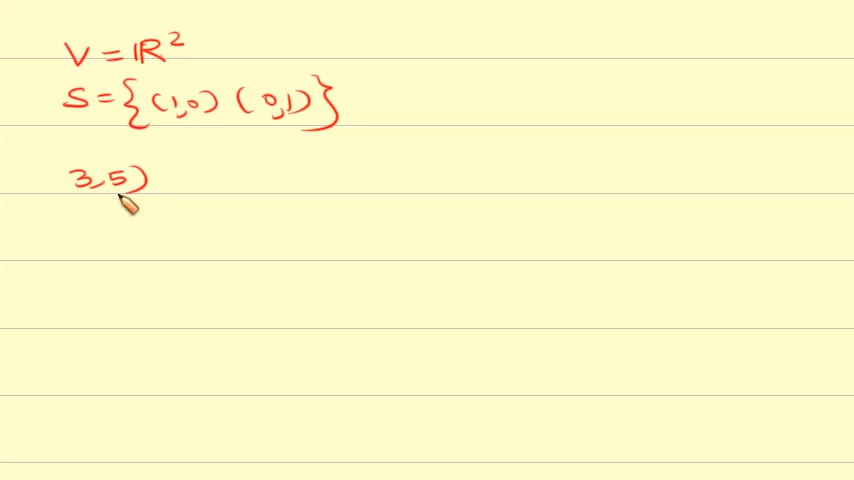 V = ℝ²
S = { (1,0) (0,1) }
3,5)